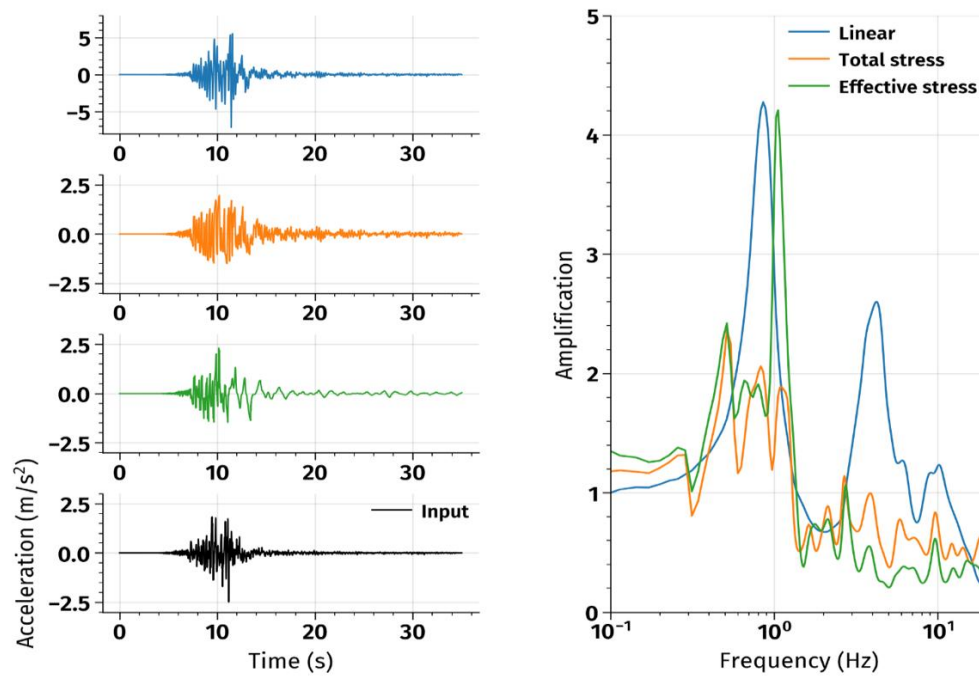 5
0
−5
0 10 20 30
2.5
0.0
−2.5
0 10 20 30
2.5
0.0
−2.5
0 10 20 30
2.5
0.0
−2.5
Input
0 10 20 30
Time (s)
Acceleration (m/s²)
5
4
3
2
1
0
Linear
Total stress
Effective stress
Amplification
10⁻¹ 10⁰ 10¹
Frequency (Hz)